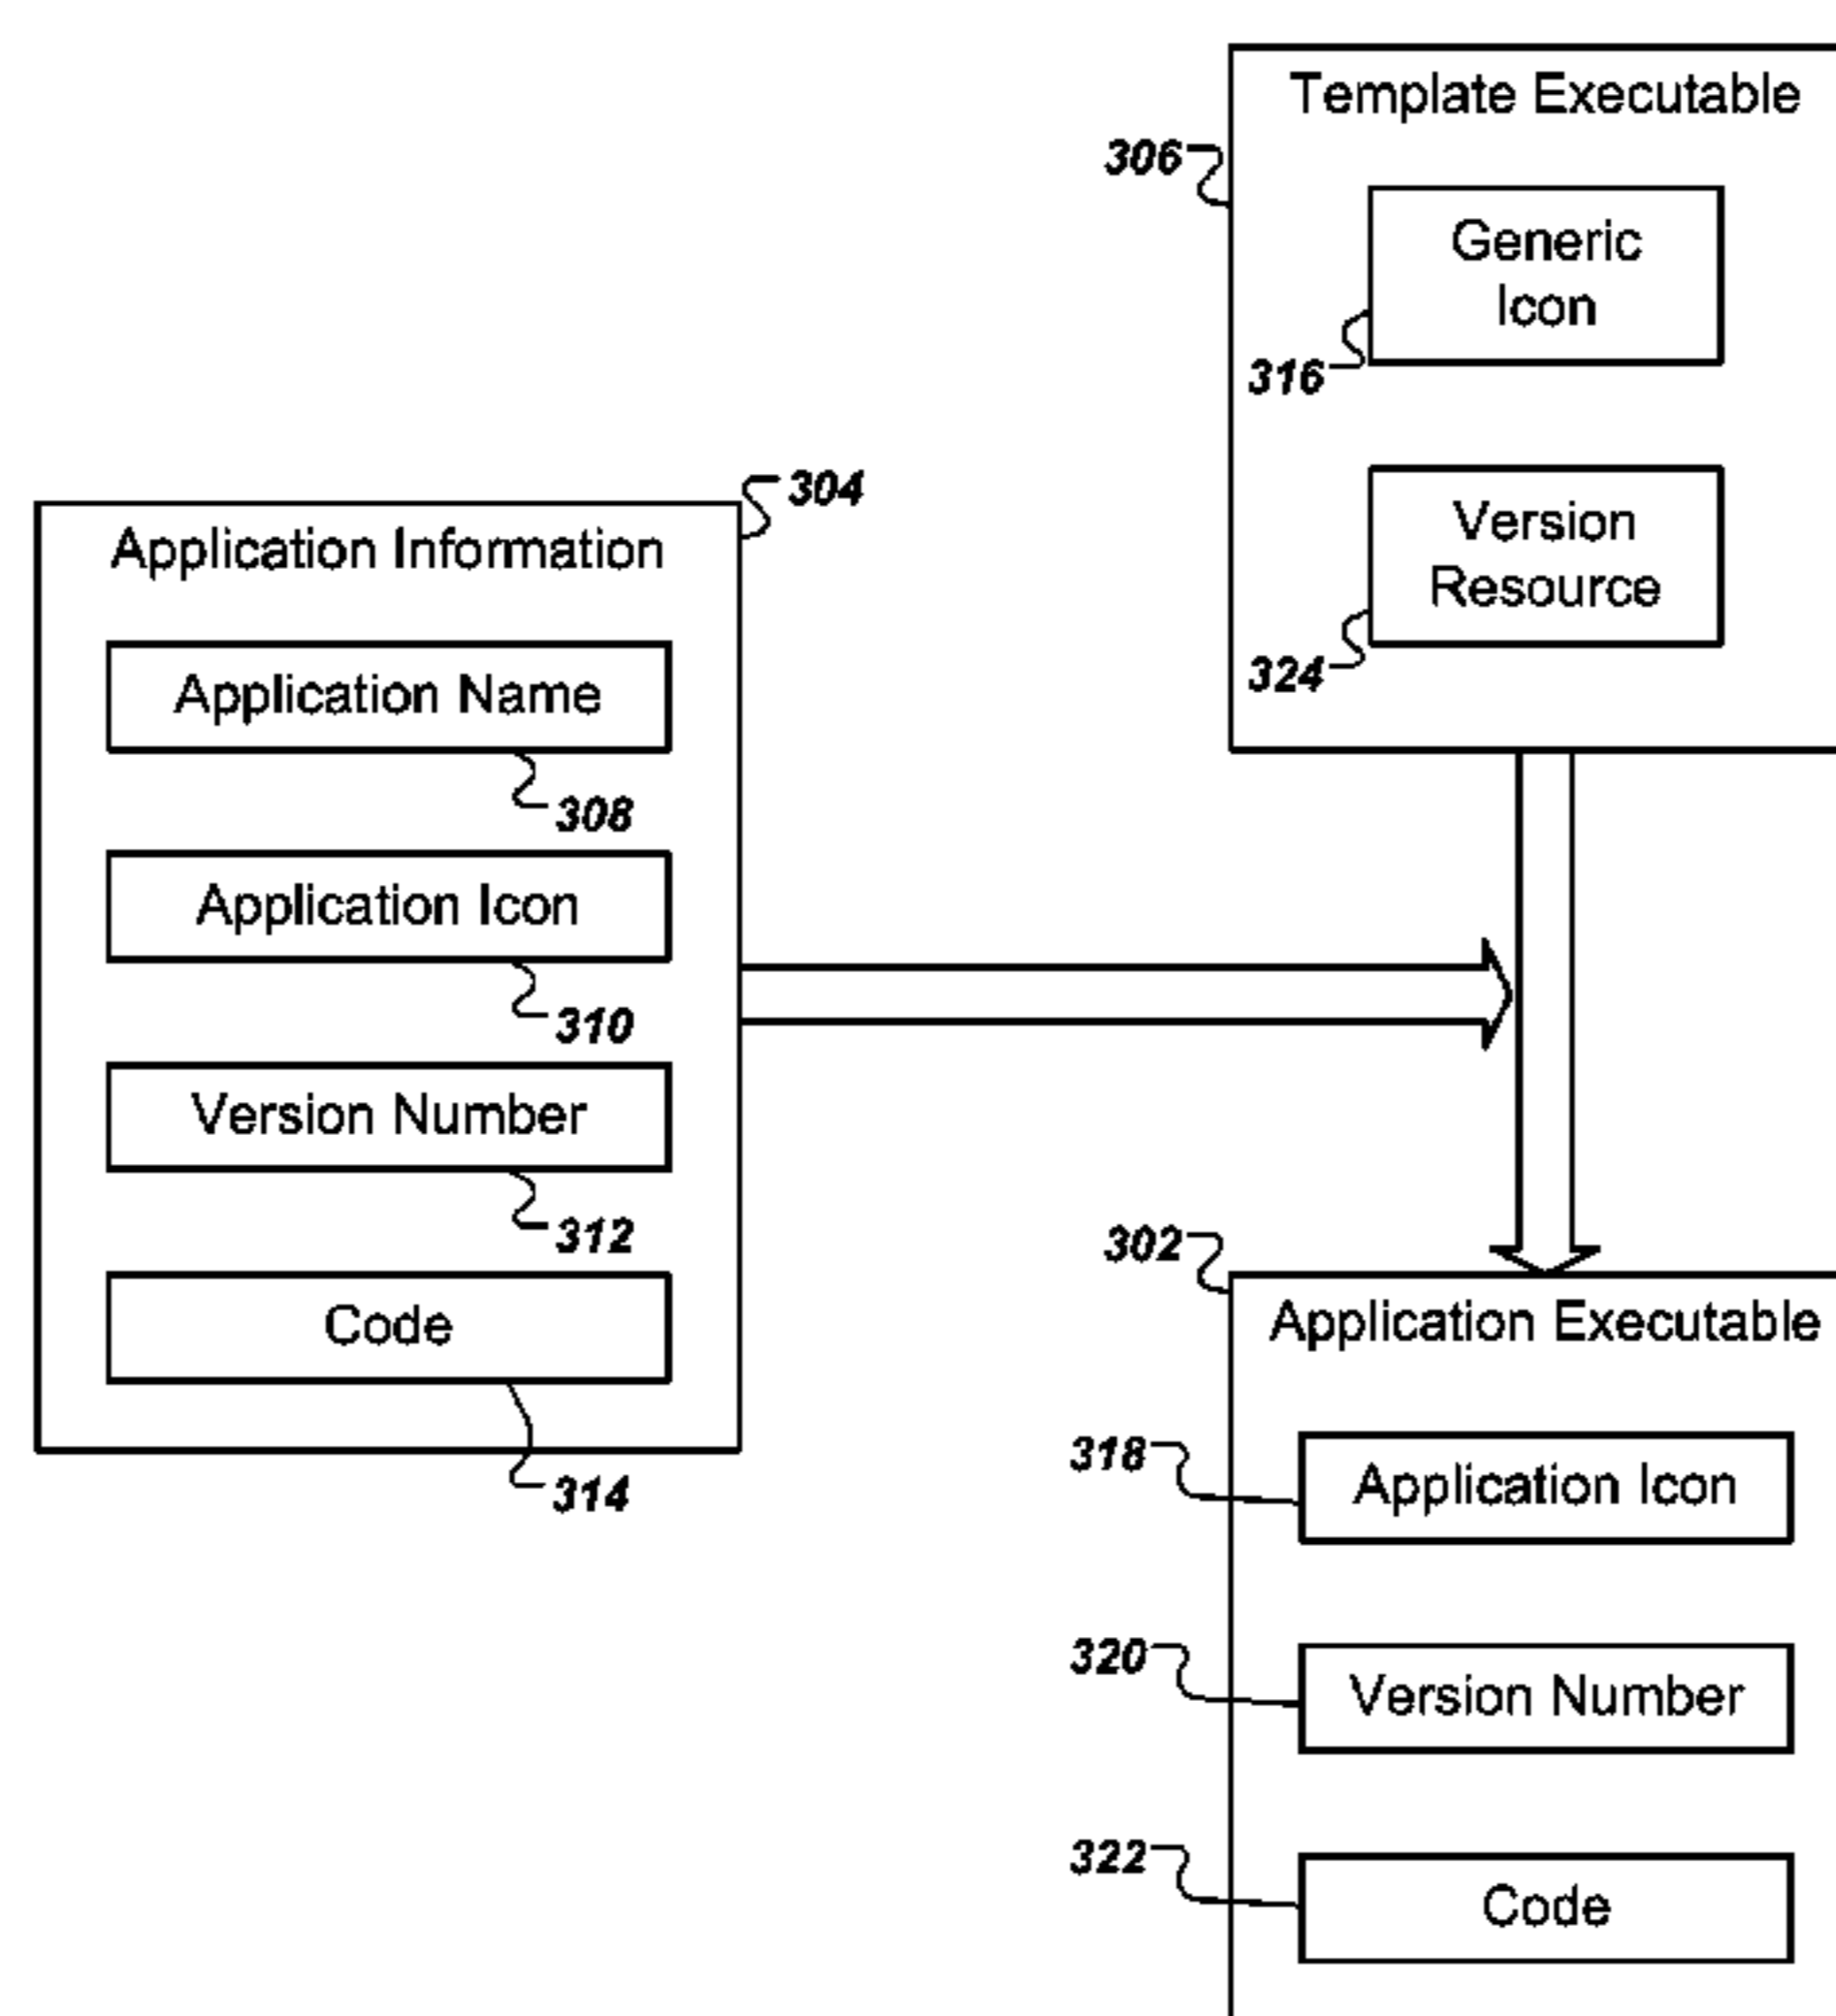 Template Executable
306
Generic
Icon
316
Version
Resource
324
304
Application Information
Application Name
308
Application Icon
310
Version Number
312
Code
314
302
Application Executable
318
Application Icon
320
Version Number
322
Code